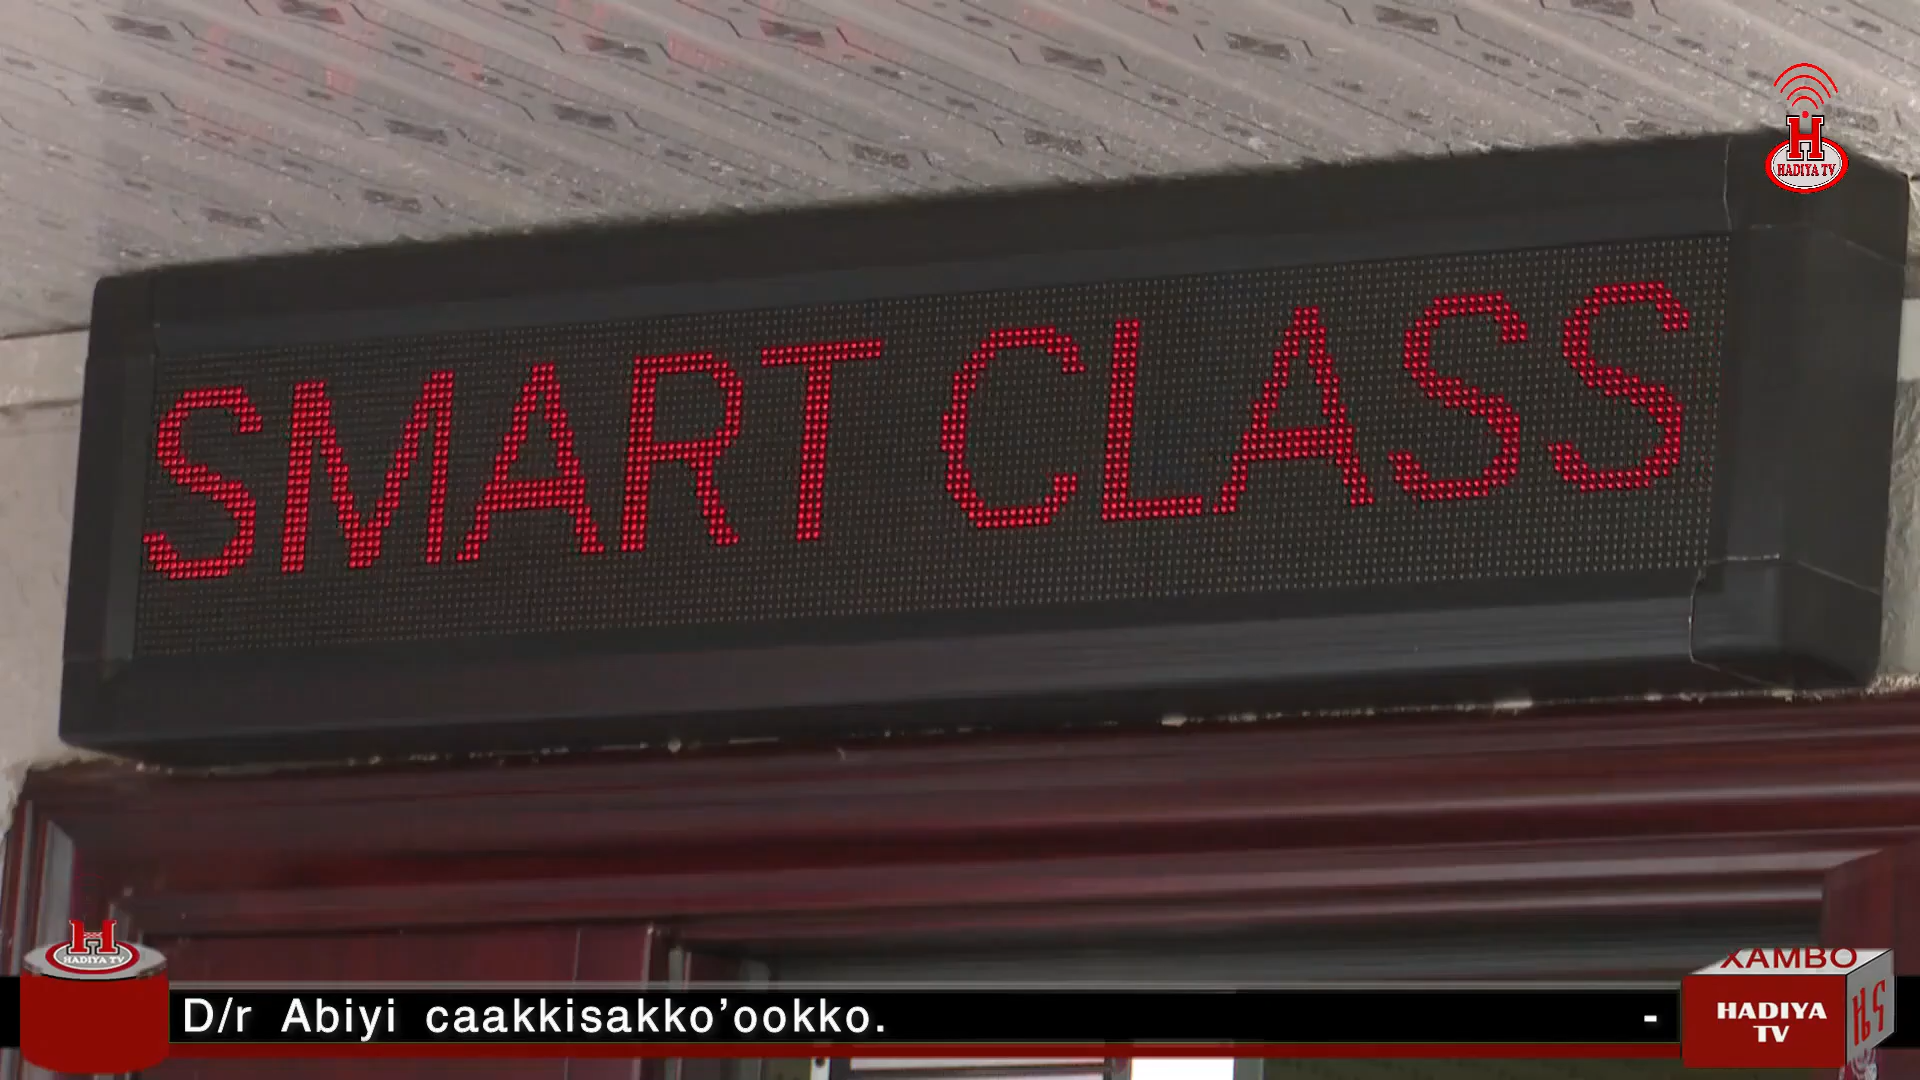 HADIYA TV
SMART CLASS
HADIYA TV
D/r Abiyi caakkisakko’ookko. -
XAMBO
HADIYA
TV